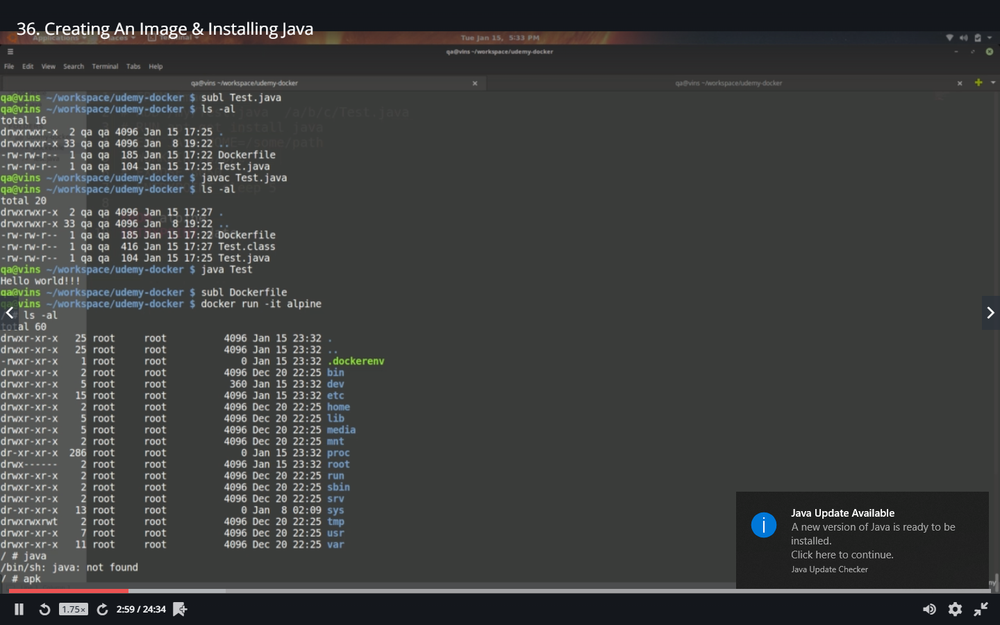 36. Creating An Image & Installing Java
Applications Places Terminal
Tue Jan 15, 5:33 PM
qa@vins ~/workspace/udemy-docker
File Edit View Search Terminal Tabs Help
qa@vins ~/workspace/udemy-docker
qa@vins ~/workspace/udemy-docker
qa@vins ~/workspace/udemy-docker $ subl Test.java
qa@vins ~/workspace/udemy-docker $ ls -al
total 16
drwxrwxr-x 2 qa qa 4096 Jan 15 17:25 .
drwxrwxr-x 33 qa qa 4096 Jan 8 19:22 ..
-rw-rw-r-- 1 qa qa 185 Jan 15 17:22 Dockerfile
-rw-rw-r-- 1 qa qa 104 Jan 15 17:25 Test.java
qa@vins ~/workspace/udemy-docker $ javac Test.java
qa@vins ~/workspace/udemy-docker $ ls -al
total 20
drwxrwxr-x 2 qa qa 4096 Jan 15 17:27 .
drwxrwxr-x 33 qa qa 4096 Jan 8 19:22 ..
-rw-rw-r-- 1 qa qa 185 Jan 15 17:22 Dockerfile
-rw-rw-r-- 1 qa qa 416 Jan 15 17:27 Test.class
-rw-rw-r-- 1 qa qa 104 Jan 15 17:25 Test.java
qa@vins ~/workspace/udemy-docker $ java Test
Hello world!!!
qa@vins ~/workspace/udemy-docker $ subl Dockerfile
qa@vins ~/workspace/udemy-docker $ docker run -it alpine
/ # ls -al
total 60
drwxr-xr-x 25 root root 4096 Jan 15 23:32 .
drwxr-xr-x 25 root root 4096 Jan 15 23:32 ..
-rwxr-xr-x 1 root root 0 Jan 15 23:32 .dockerenv
drwxr-xr-x 2 root root 4096 Dec 20 22:25 bin
drwxr-xr-x 5 root root 360 Jan 15 23:32 dev
drwxr-xr-x 15 root root 4096 Jan 15 23:32 etc
drwxr-xr-x 2 root root 4096 Dec 20 22:25 home
drwxr-xr-x 5 root root 4096 Dec 20 22:25 lib
drwxr-xr-x 5 root root 4096 Dec 20 22:25 media
drwxr-xr-x 2 root root 4096 Dec 20 22:25 mnt
dr-xr-xr-x 286 root root 0 Jan 15 23:32 proc
drwx------ 2 root root 4096 Jan 15 23:32 root
drwxr-xr-x 2 root root 4096 Dec 20 22:25 run
drwxr-xr-x 2 root root 4096 Dec 20 22:25 sbin
drwxr-xr-x 2 root root 4096 Dec 20 22:25 srv
dr-xr-xr-x 13 root root 0 Jan 8 02:09 sys
drwxrwxrwt 2 root root 4096 Dec 20 22:25 tmp
drwxr-xr-x 7 root root 4096 Dec 20 22:25 usr
drwxr-xr-x 11 root root 4096 Dec 20 22:25 var
/ # java
/bin/sh: java: not found
/ # apk
Java Update Available
A new version of Java is ready to be
installed.
Click here to continue.
Java Update Checker
1.75x 2:59 / 24:34